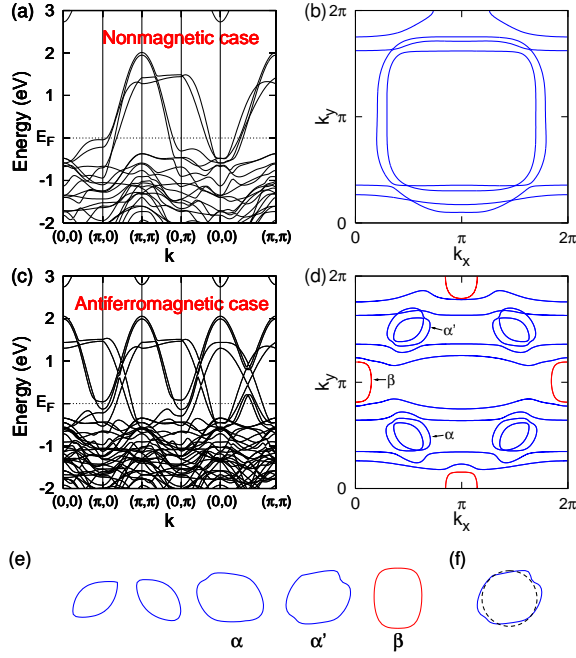 (a)
3
2
1
E_F
-1
-2
Energy (eV)
Nonmagnetic case
(0,0) (π,0) (π,π) (0,π) (0,0) (π,π)
k
(b)
2π
k_y π
0
0 π 2π
k_x
(c)
3
2
1
E_F
-1
-2
Energy (eV)
Antiferromagnetic case
(0,0) (π,0) (π,π) (0,π) (0,0) (π,π)
k
(d)
2π
k_y π
0
α'
β
α
0 π 2π
k_x
(e)
α α' β
(f)